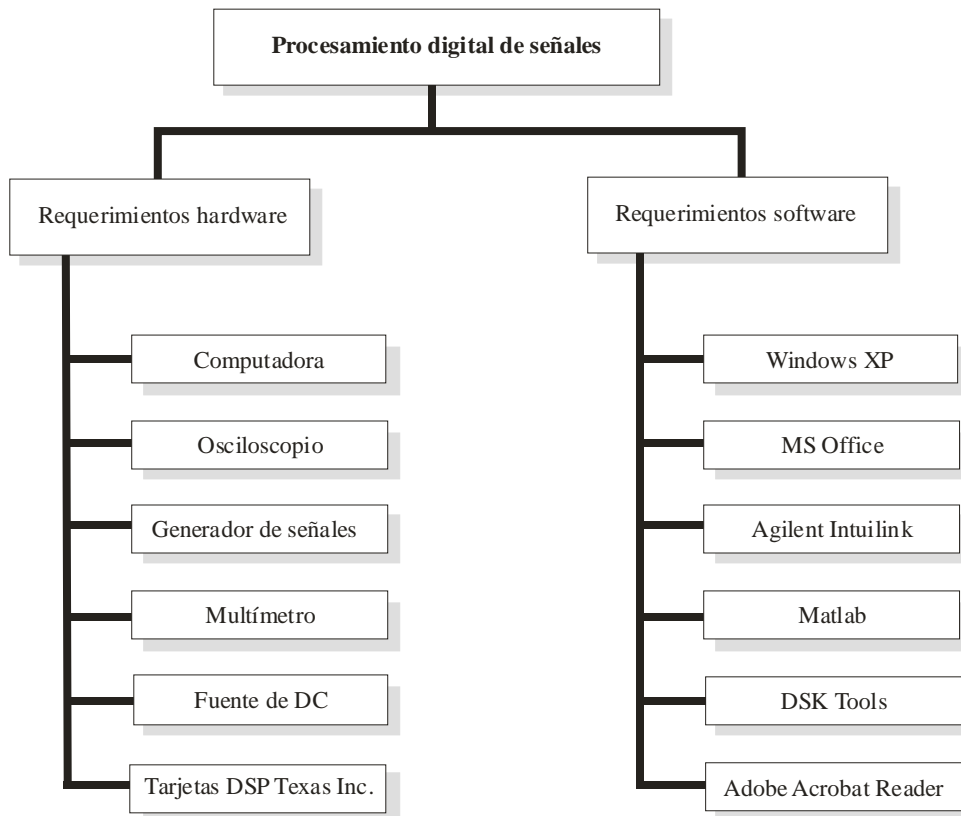 Procesamiento digital de señales
Requerimientos hardware
Computadora
Osciloscopio
Generador de señales
Multímetro
Fuente de DC
Tarjetas DSP Texas Inc.
Requerimientos software
Windows XP
MS Office
Agilent Intuilink
Matlab
DSK Tools
Adobe Acrobat Reader